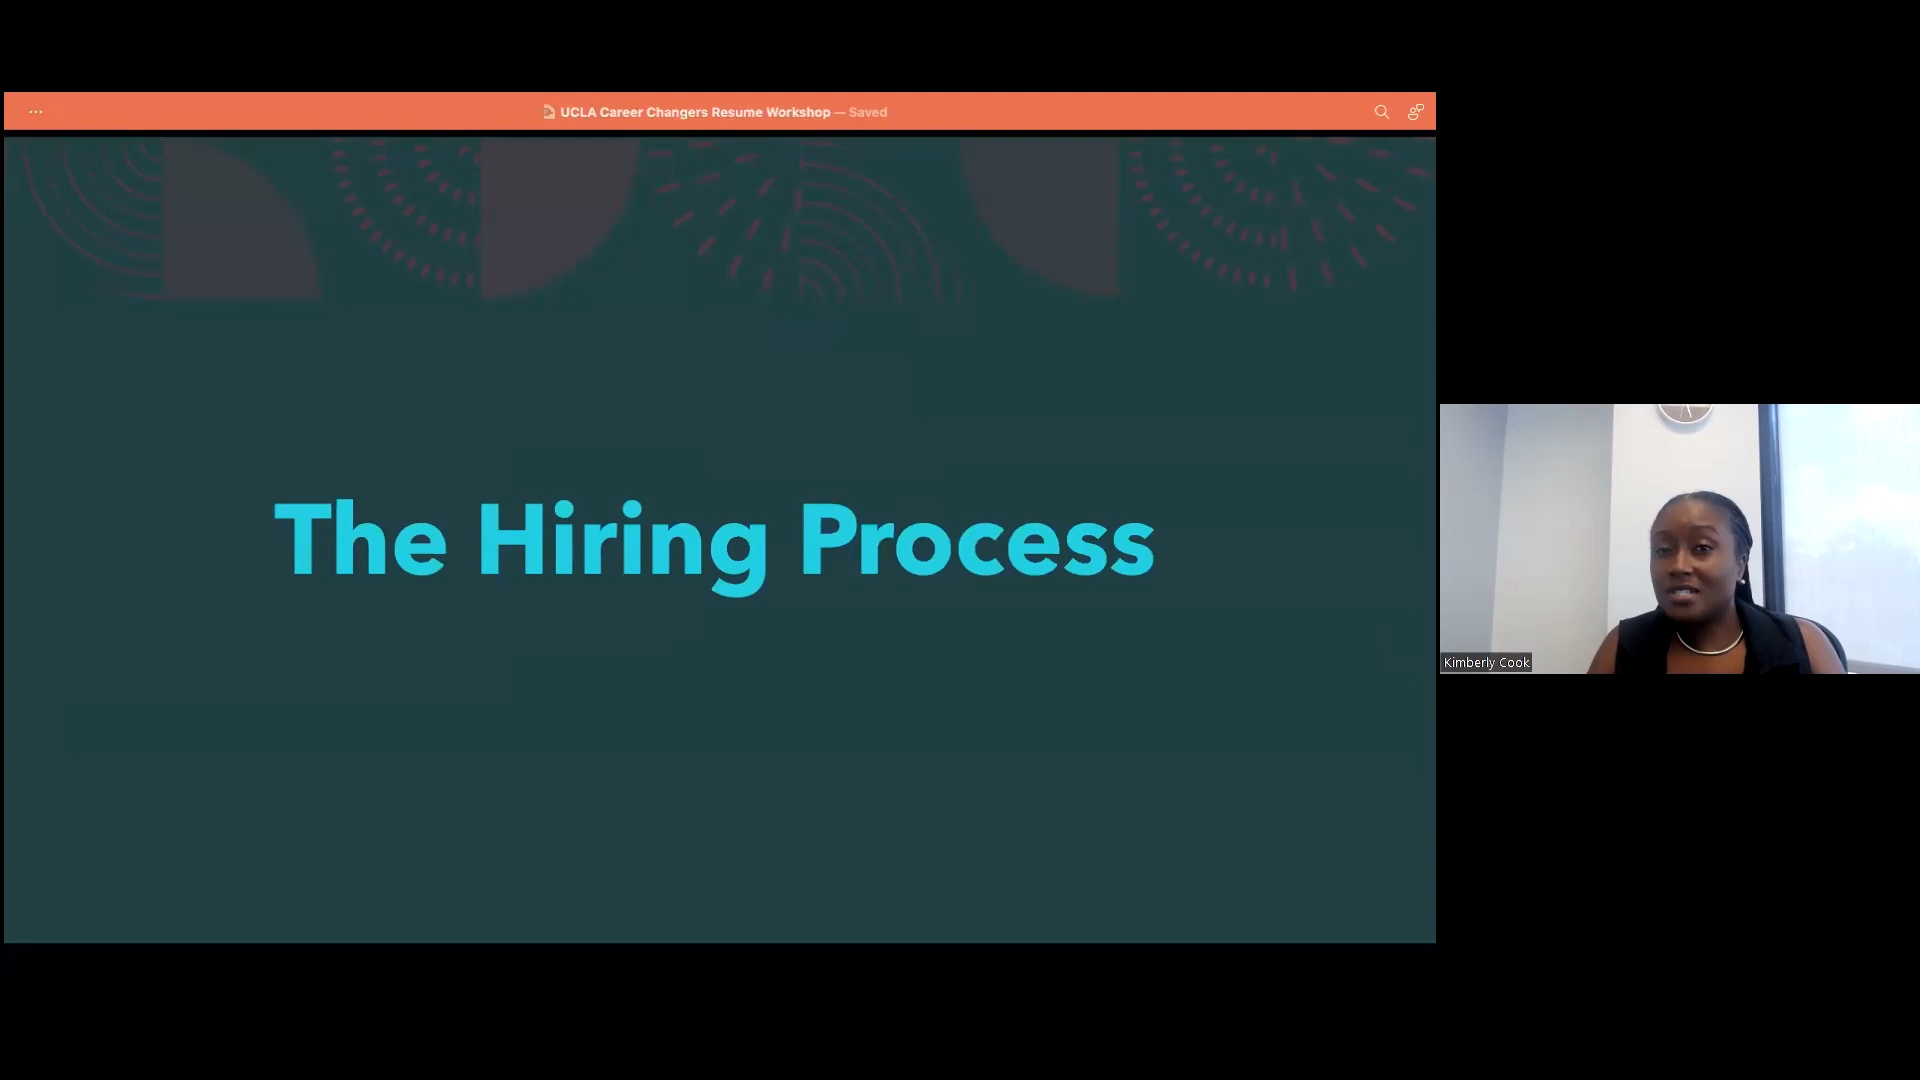 UCLA Career Changers Resume Workshop — Saved
The Hiring Process
Kimberly Cook